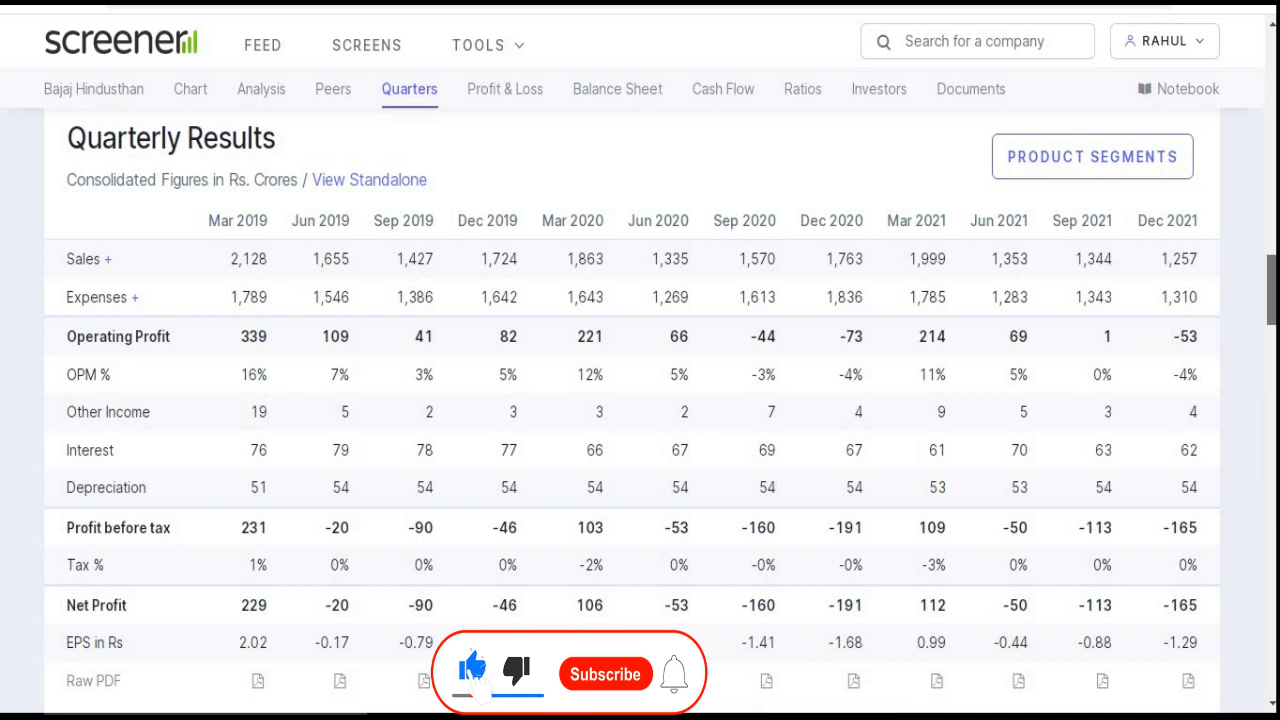 screener FEED SCREENS TOOLS Search for a company RAHUL
Bajaj Hindusthan Chart Analysis Peers Quarters Profit & Loss Balance Sheet Cash Flow Ratios Investors Documents Notebook
Quarterly Results
PRODUCT SEGMENTS
Consolidated Figures in Rs. Crores / View Standalone
Mar 2019 Jun 2019 Sep 2019 Dec 2019 Mar 2020 Jun 2020 Sep 2020 Dec 2020 Mar 2021 Jun 2021 Sep 2021 Dec 2021
Sales + 2,128 1,655 1,427 1,724 1,863 1,335 1,570 1,763 1,999 1,353 1,344 1,257
Expenses + 1,789 1,546 1,386 1,642 1,643 1,269 1,613 1,836 1,785 1,283 1,343 1,310
Operating Profit 339 109 41 82 221 66 -44 -73 214 69 1 -53
OPM % 16% 7% 3% 5% 12% 5% -3% -4% 11% 5% 0% -4%
Other Income 19 5 2 3 3 2 7 4 9 5 3 4
Interest 76 79 78 77 66 67 69 67 61 70 63 62
Depreciation 51 54 54 54 54 54 54 54 53 53 54 54
Profit before tax 231 -20 -90 -46 103 -53 -160 -191 109 -50 -113 -165
Tax % 1% 0% 0% 0% -2% 0% -0% -0% -3% 0% 0% 0%
Net Profit 229 -20 -90 -46 106 -53 -160 -191 112 -50 -113 -165
EPS in Rs 2.02 -0.17 -0.79 -1.41 -1.68 0.99 -0.44 -0.88 -1.29
Subscribe
Raw PDF